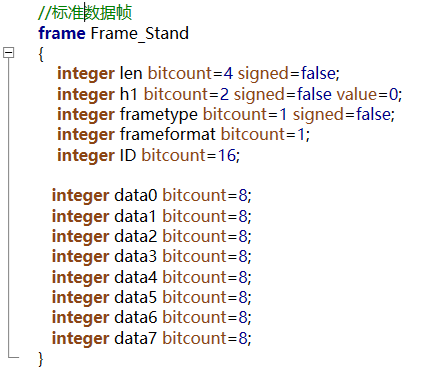 //标准数据帧
frame Frame_Stand
{
integer len bitcount=4 signed=false;
integer h1 bitcount=2 signed=false value=0;
integer frametype bitcount=1 signed=false;
integer frameformat bitcount=1;
integer ID bitcount=16;
integer data0 bitcount=8;
integer data1 bitcount=8;
integer data2 bitcount=8;
integer data3 bitcount=8;
integer data4 bitcount=8;
integer data5 bitcount=8;
integer data6 bitcount=8;
integer data7 bitcount=8;
}